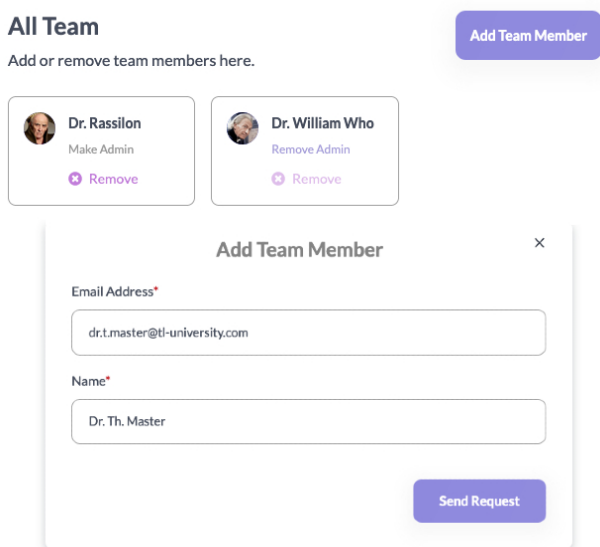 All Team
Add Team Member
Add or remove team members here.
Dr. Rassilon
Make Admin
Remove
Dr. William Who
Remove Admin
Remove
Add Team Member
Email Address*
dr.t.master@tl-university.com
Name*
Dr. Th. Master
Send Request